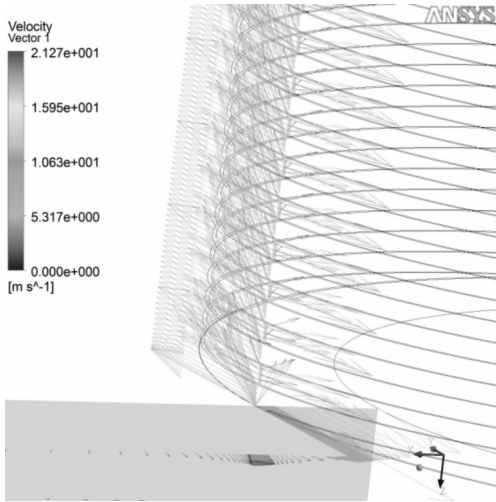 Velocity
Vector 1
ANSYS
2.127e+001
1.595e+001
1.063e+001
5.317e+000
0.000e+000
[m s^-1]